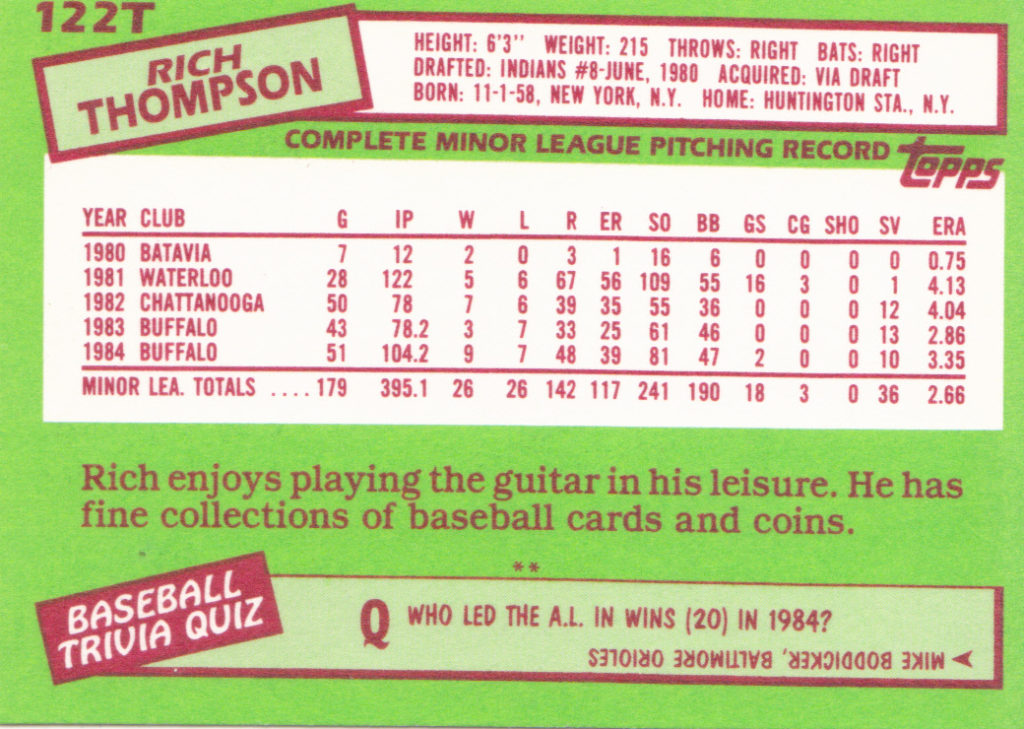 122T
RICH
THOMPSON
HEIGHT: 6'3" WEIGHT: 215 THROWS: RIGHT BATS: RIGHT
DRAFTED: INDIANS #8-JUNE, 1980 ACQUIRED: VIA DRAFT
BORN: 11-1-58, NEW YORK, N.Y. HOME: HUNTINGTON STA., N.Y.
COMPLETE MINOR LEAGUE PITCHING RECORD
topps
YEAR CLUB G IP W L R ER SO BB GS CG SHO SV ERA
1980 BATAVIA 7 12 2 0 3 1 16 6 0 0 0 0 0.75
1981 WATERLOO 28 122 5 6 67 56 109 55 16 3 0 1 4.13
1982 CHATTANOOGA 50 78 7 6 39 35 55 36 0 0 0 12 4.04
1983 BUFFALO 43 78.2 3 7 33 25 61 46 0 0 0 13 2.86
1984 BUFFALO 51 104.2 9 7 48 39 81 47 2 0 0 10 3.35
MINOR LEA. TOTALS .... 179 395.1 26 26 142 117 241 190 18 3 0 36 2.66
Rich enjoys playing the guitar in his leisure. He has
fine collections of baseball cards and coins.
**
BASEBALL
TRIVIA QUIZ
Q WHO LED THE A.L. IN WINS (20) IN 1984?
MIKE BODDICKER, BALTIMORE ORIOLES